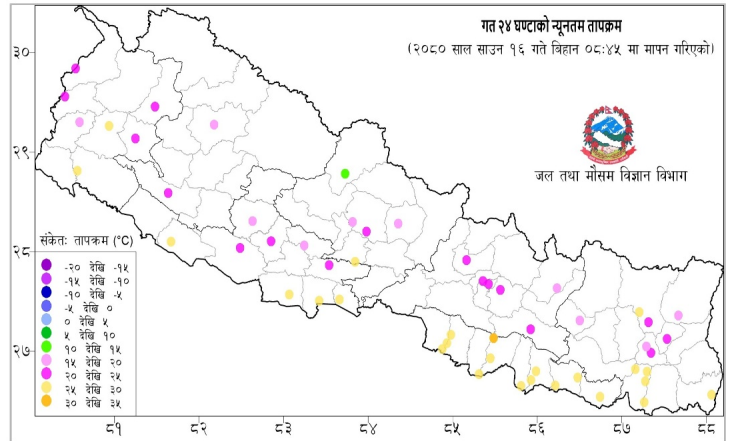 गत २४ घण्टाको न्यूनतम तापक्रम
(२०८० साल साउन १६ गते विहान ०८:४५ मा मापन गरिएको)
३०
२९
२८
२७
जल तथा मौसम विज्ञान विभाग
संकेतः तापक्रम (°C)
-२० देखि -१५
-१५ देखि -१०
-१० देखि -५
-५ देखि ०
० देखि ५
५ देखि १०
१० देखि १५
१५ देखि २०
२० देखि २५
२५ देखि ३०
३० देखि ३५
८१ ८२ ८३ ८४ ८५ ८६ ८७ ८८